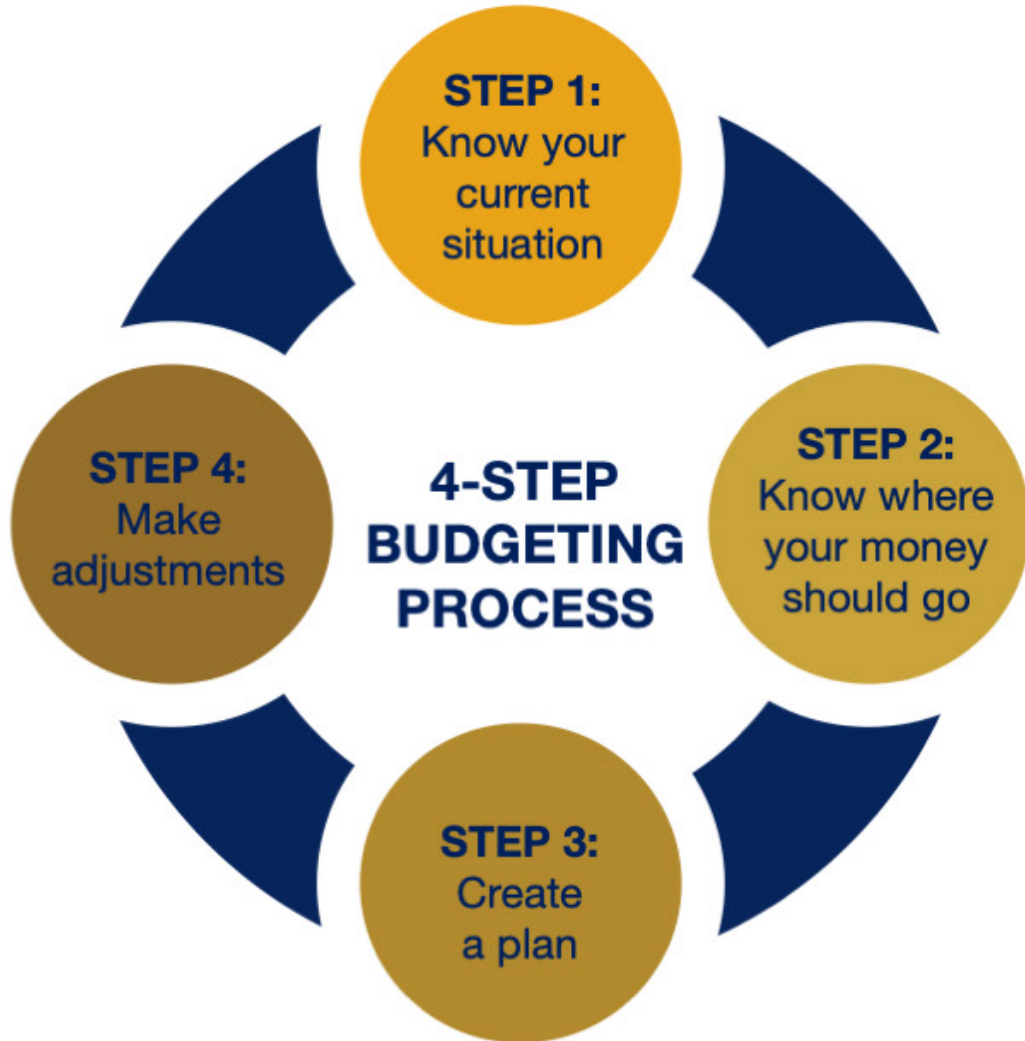 STEP 1:
Know your
current
situation
STEP 2:
Know where
your money
should go
STEP 3:
Create
a plan
STEP 4:
Make
adjustments
4-STEP
BUDGETING
PROCESS